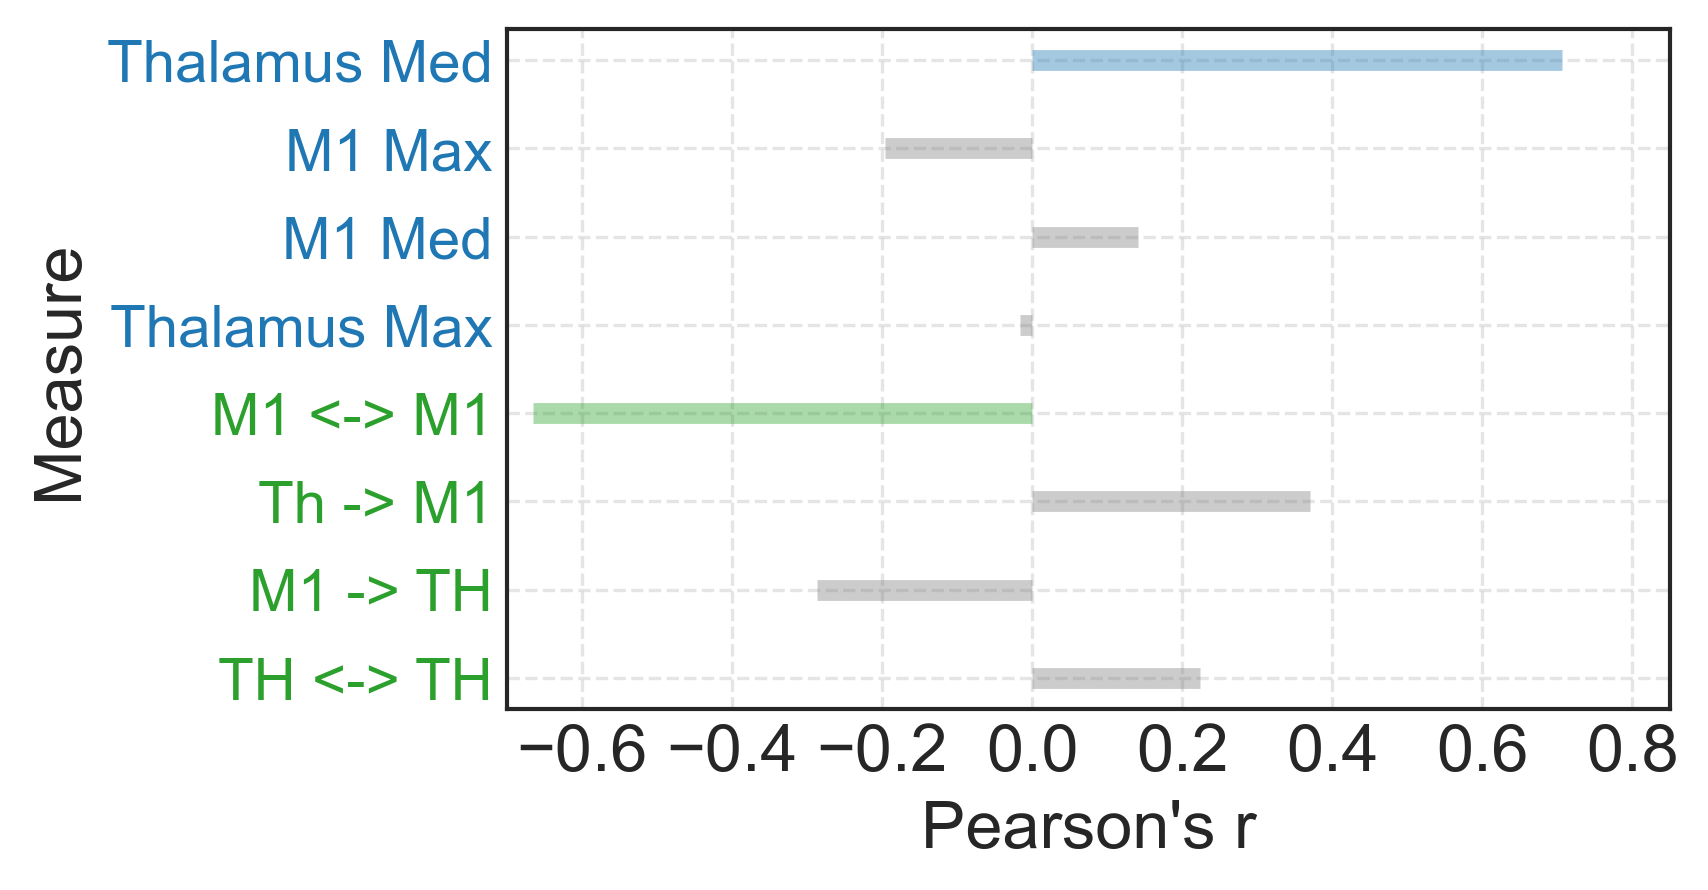 Thalamus Med
M1 Max
M1 Med
Thalamus Max
M1 <-> M1
Th -> M1
M1 -> TH
TH <-> TH
Measure
−0.6 −0.4 −0.2 0.0 0.2 0.4 0.6 0.8
Pearson's r